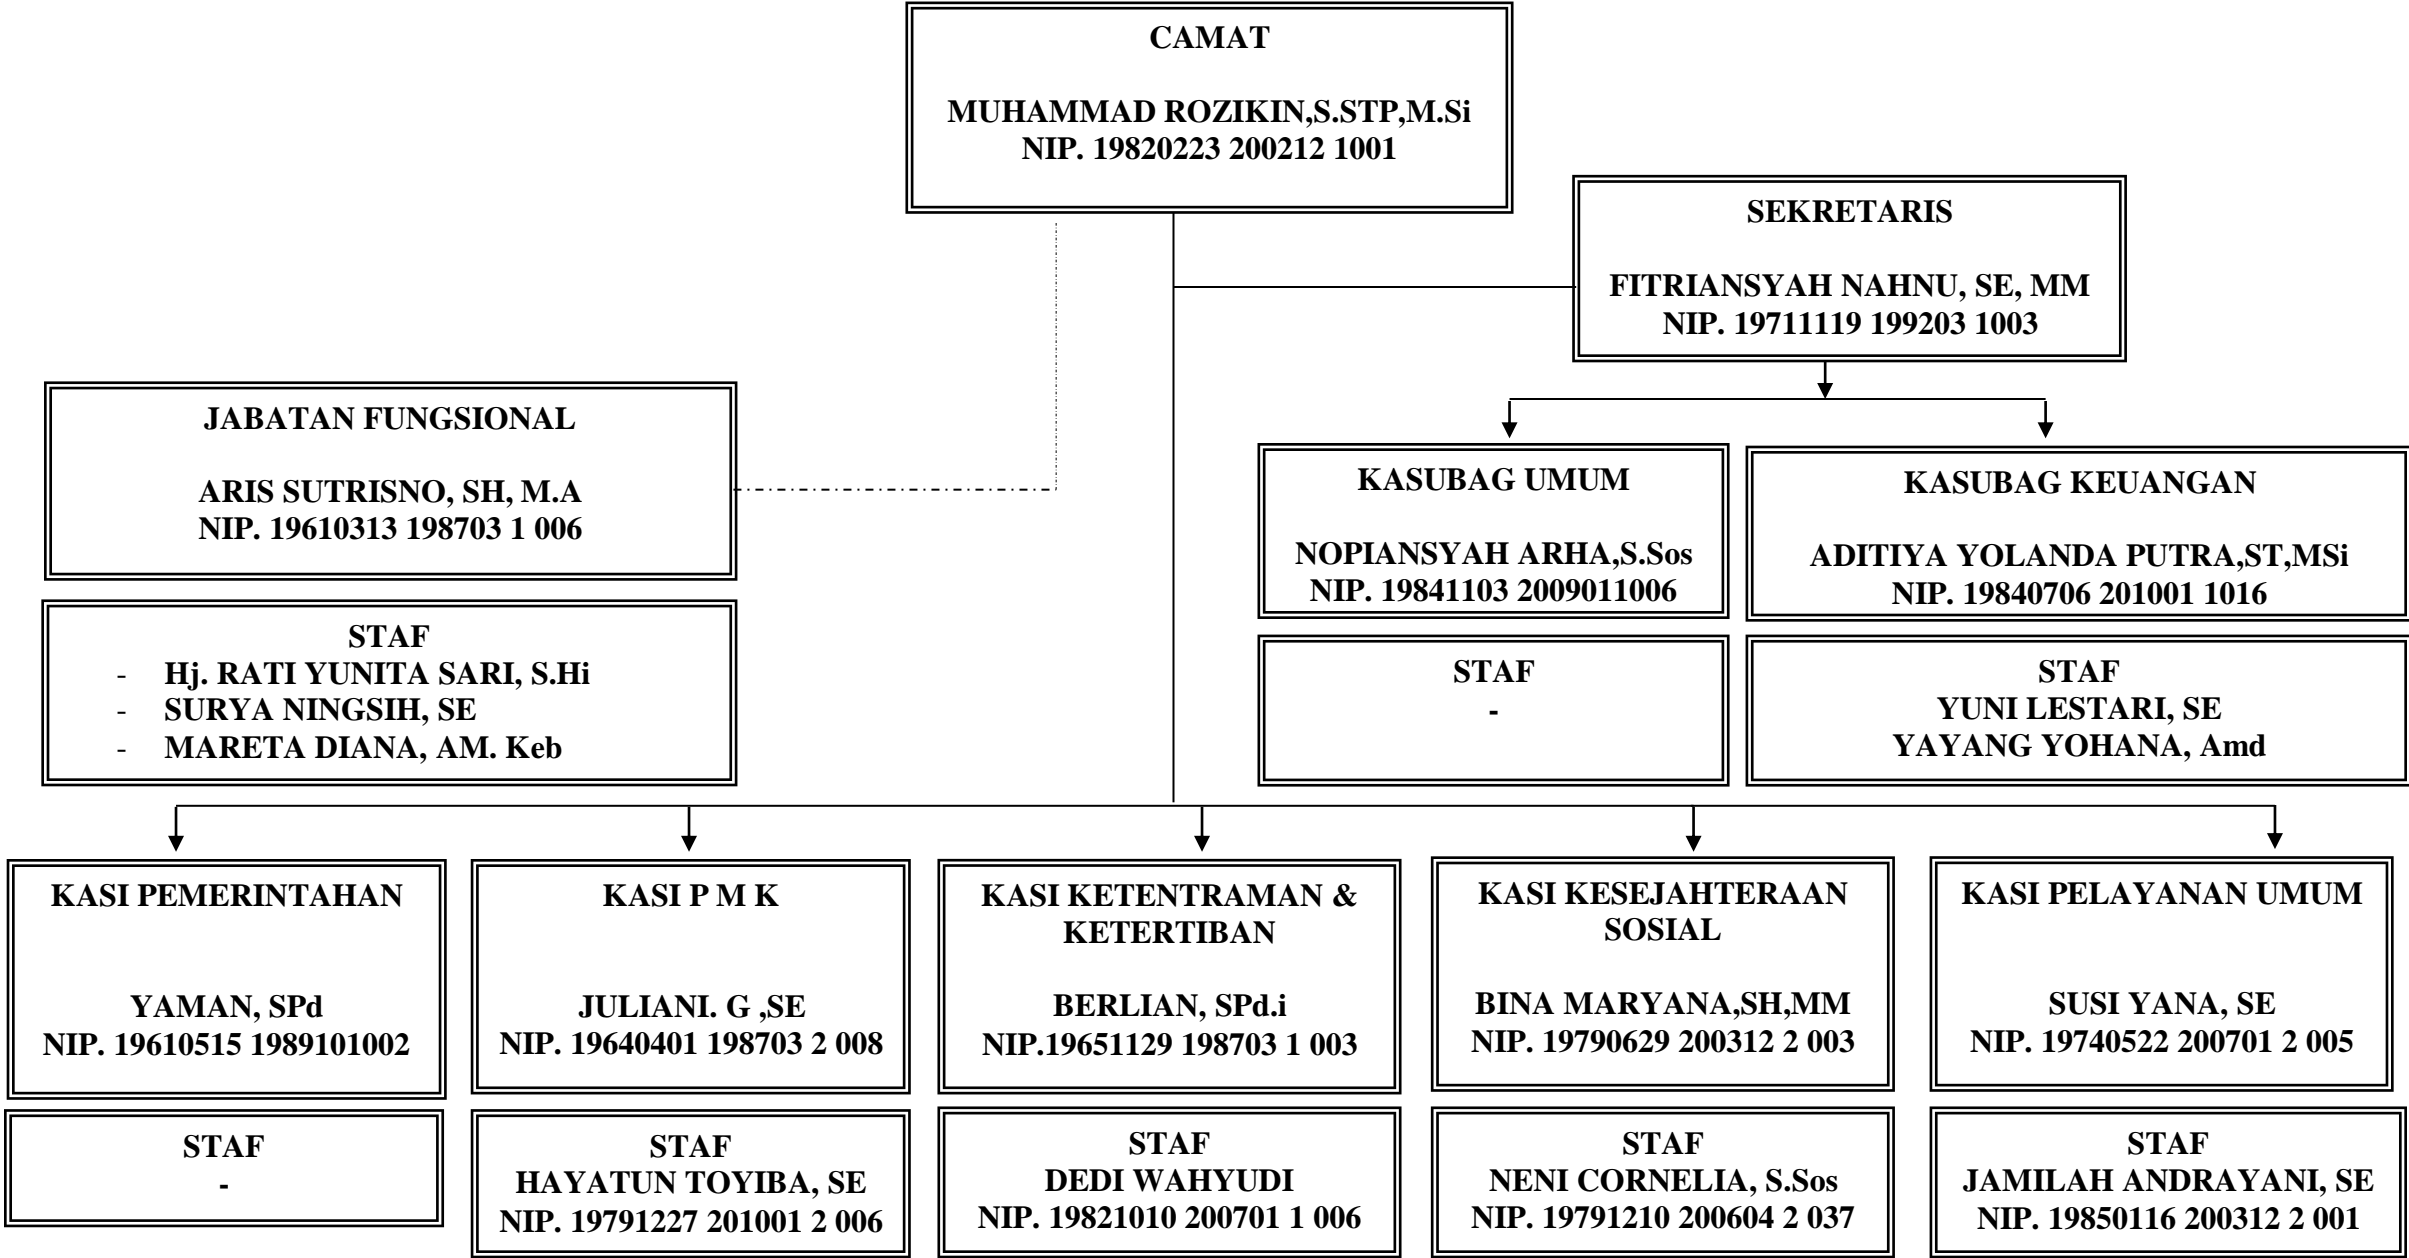 CAMAT
MUHAMMAD ROZIKIN,S.STP,M.Si
NIP. 19820223 200212 1001
SEKRETARIS
FITRIANSYAH NAHNU, SE, MM
NIP. 19711119 199203 1003
JABATAN FUNGSIONAL
ARIS SUTRISNO, SH, M.A
NIP. 19610313 198703 1 006
STAF
- Hj. RATI YUNITA SARI, S.Hi
- SURYA NINGSIH, SE
- MARETA DIANA, AM. Keb
KASUBAG UMUM
NOPIANSYAH ARHA,S.Sos
NIP. 19841103 2009011006
STAF
-
KASUBAG KEUANGAN
ADITIYA YOLANDA PUTRA,ST,MSi
NIP. 19840706 201001 1016
STAF
YUNI LESTARI, SE
YAYANG YOHANA, Amd
KASI PEMERINTAHAN
YAMAN, SPd
NIP. 19610515 1989101002
STAF
-
KASI P M K
JULIANI. G ,SE
NIP. 19640401 198703 2 008
STAF
HAYATUN TOYIBA, SE
NIP. 19791227 201001 2 006
KASI KETENTRAMAN &
KETERTIBAN
BERLIAN, SPd.i
NIP.19651129 198703 1 003
STAF
DEDI WAHYUDI
NIP. 19821010 200701 1 006
KASI KESEJAHTERAAN
SOSIAL
BINA MARYANA,SH,MM
NIP. 19790629 200312 2 003
STAF
NENI CORNELIA, S.Sos
NIP. 19791210 200604 2 037
KASI PELAYANAN UMUM
SUSI YANA, SE
NIP. 19740522 200701 2 005
STAF
JAMILAH ANDRAYANI, SE
NIP. 19850116 200312 2 001